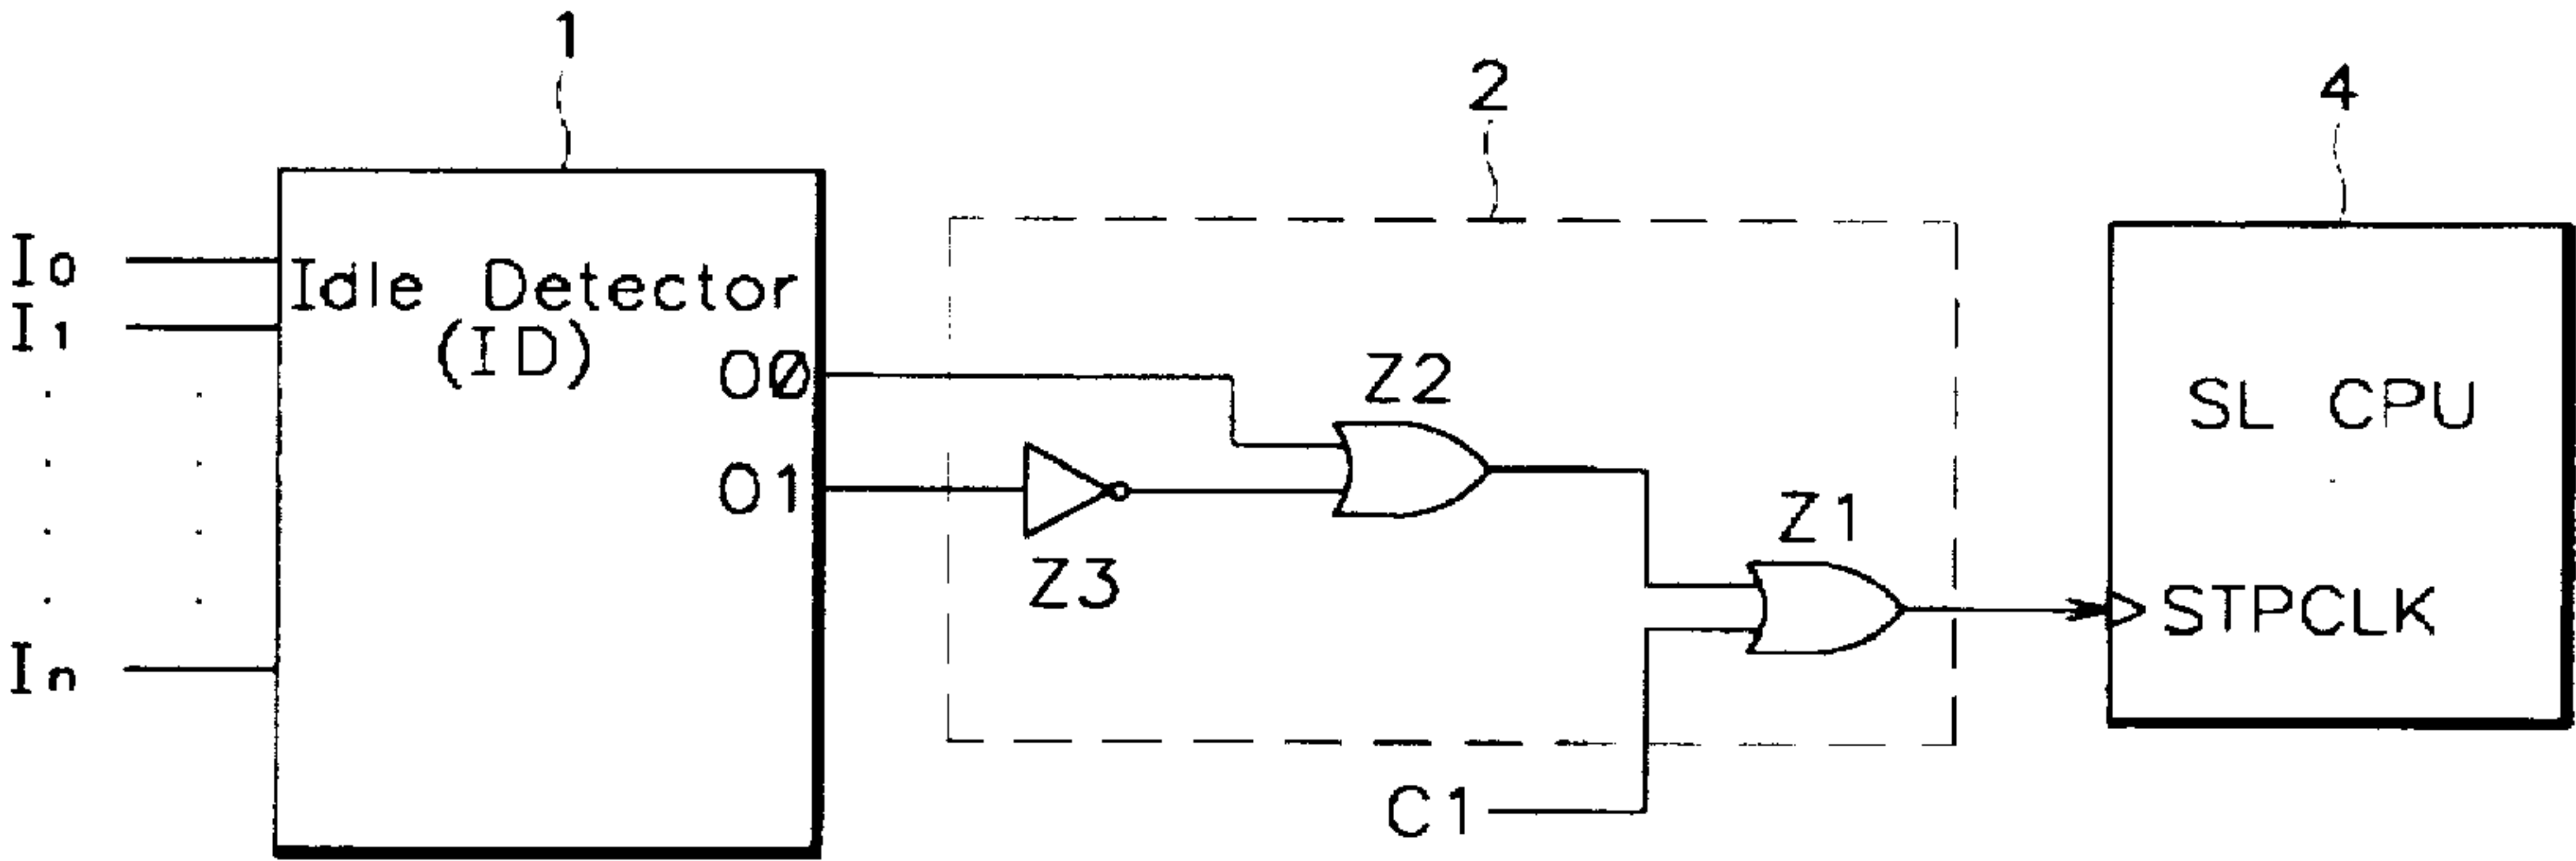 1
2
4
I0
Idle Detector
I1
(ID)
O0
Z2
SL CPU
O1
Z1
Z3
STPCLK
In
C1